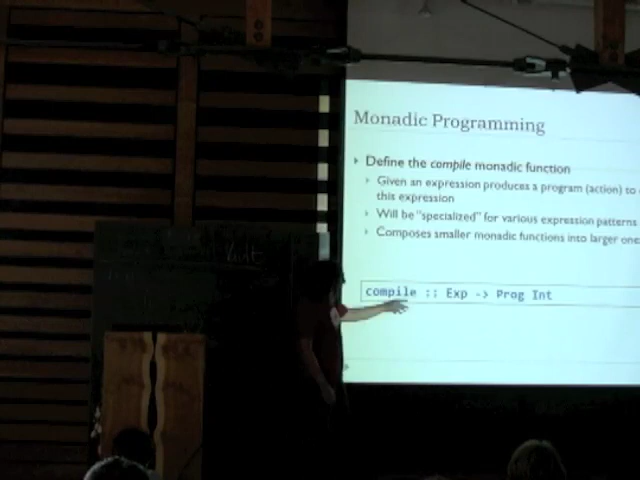 Monadic Programming
Define the compile monadic function
Given an expression produces a program (action) to
this expression
Will be "specialized" for various expression patterns
Composes smaller monadic functions into larger one
compile :: Exp -> Prog Int